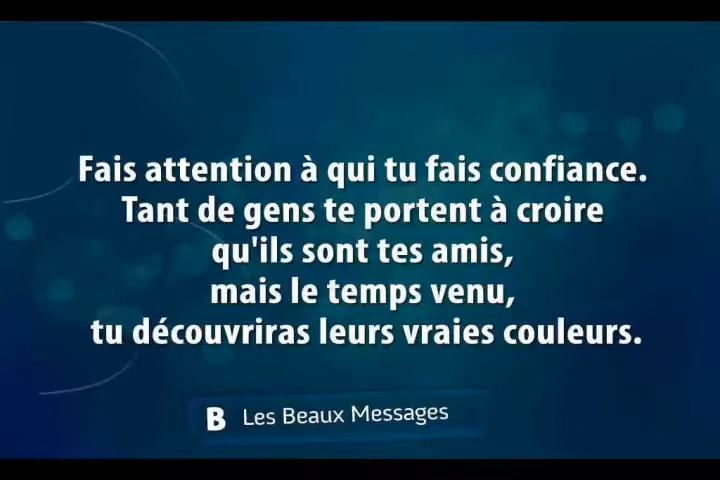 Fais attention à qui tu fais confiance.
Tant de gens te portent à croire
qu'ils sont tes amis,
mais le temps venu,
tu découvriras leurs vraies couleurs.
B Les Beaux Messages